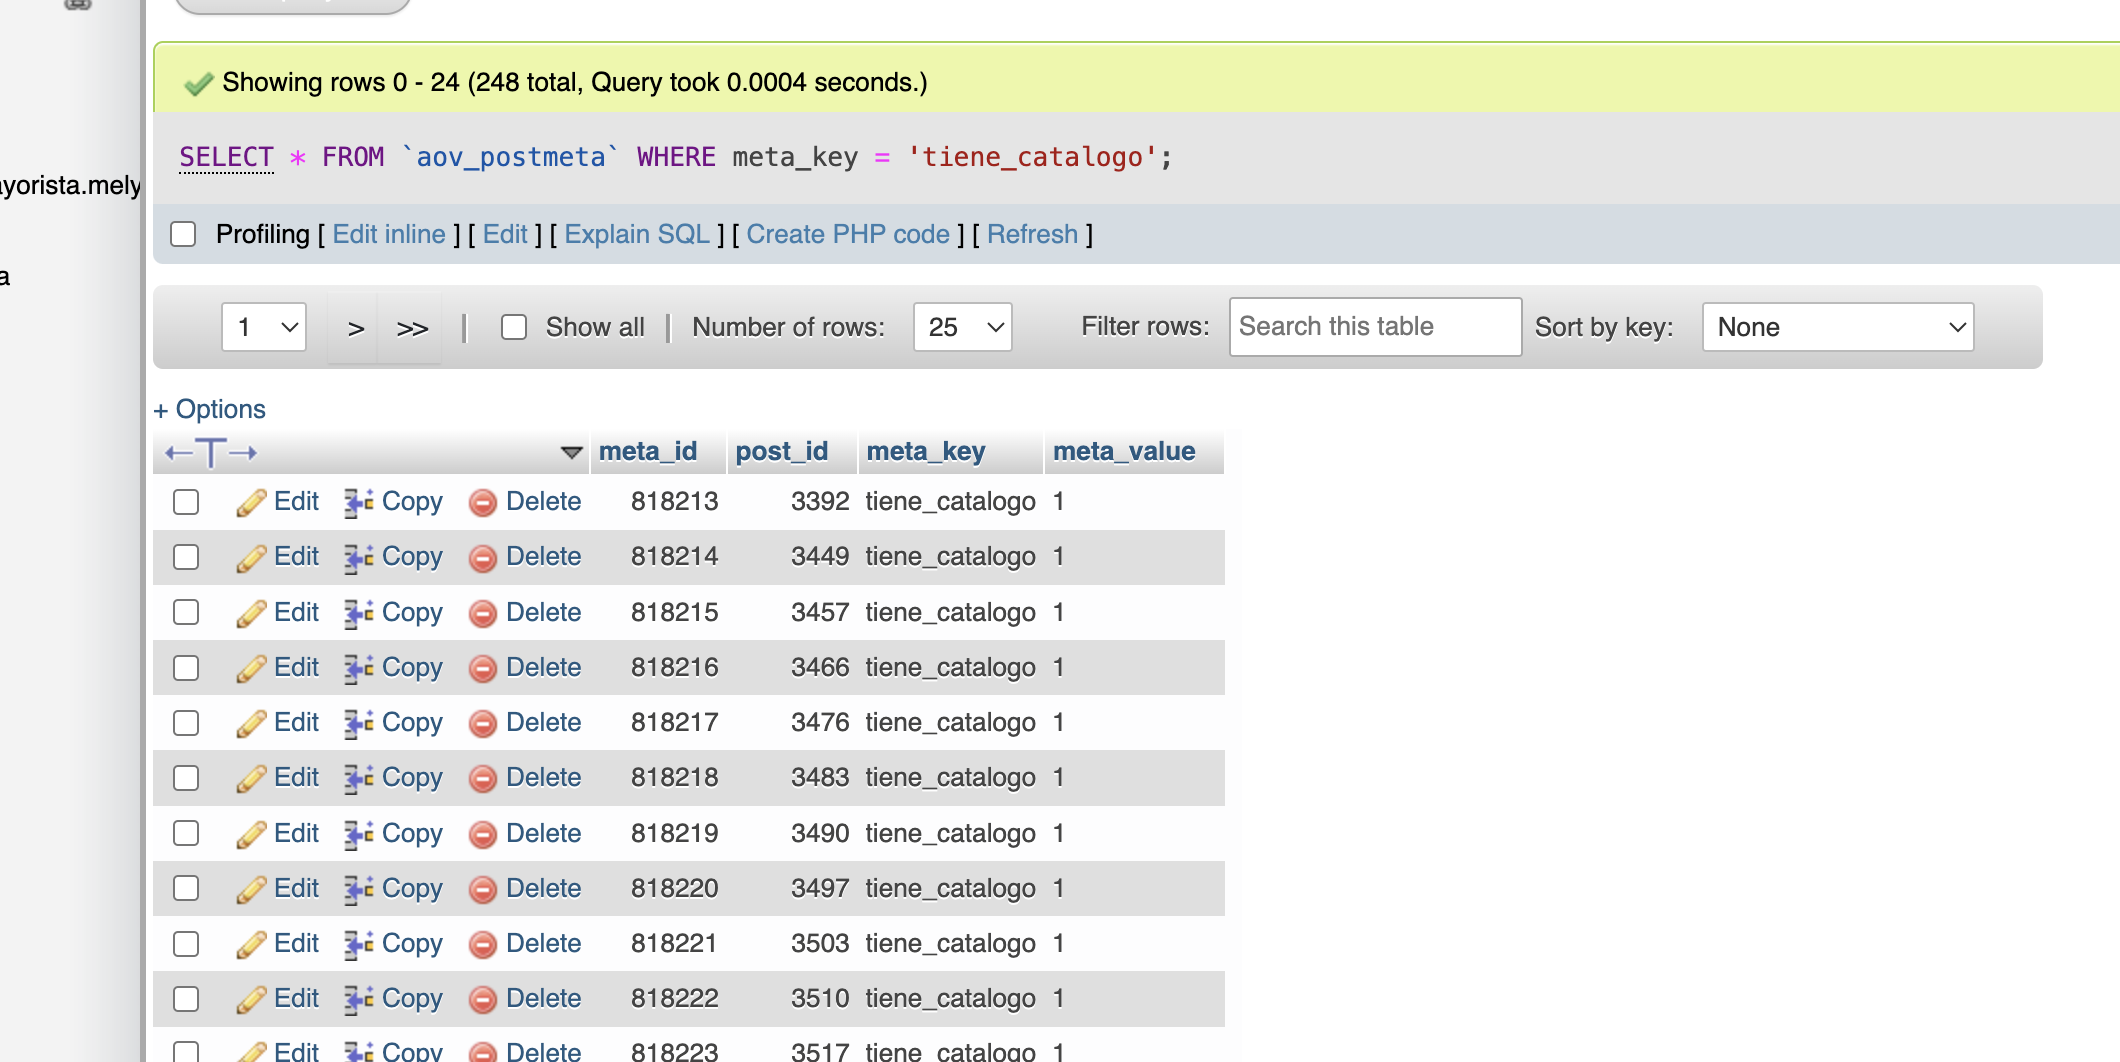 Showing rows 0 - 24 (248 total, Query took 0.0004 seconds.)
SELECT * FROM `aov_postmeta` WHERE meta_key = 'tiene_catalogo';
ayorista.mely
Profiling [ Edit inline ] [ Edit ] [ Explain SQL ] [ Create PHP code ] [ Refresh ]
a
1 > >> | Show all | Number of rows: 25 Filter rows: Search this table Sort by key: None
+ Options
←T→ meta_id post_id meta_key meta_value
Edit Copy Delete 818213 3392 tiene_catalogo 1
Edit Copy Delete 818214 3449 tiene_catalogo 1
Edit Copy Delete 818215 3457 tiene_catalogo 1
Edit Copy Delete 818216 3466 tiene_catalogo 1
Edit Copy Delete 818217 3476 tiene_catalogo 1
Edit Copy Delete 818218 3483 tiene_catalogo 1
Edit Copy Delete 818219 3490 tiene_catalogo 1
Edit Copy Delete 818220 3497 tiene_catalogo 1
Edit Copy Delete 818221 3503 tiene_catalogo 1
Edit Copy Delete 818222 3510 tiene_catalogo 1
Edit Copy Delete 818223 3517 tiene_catalogo 1